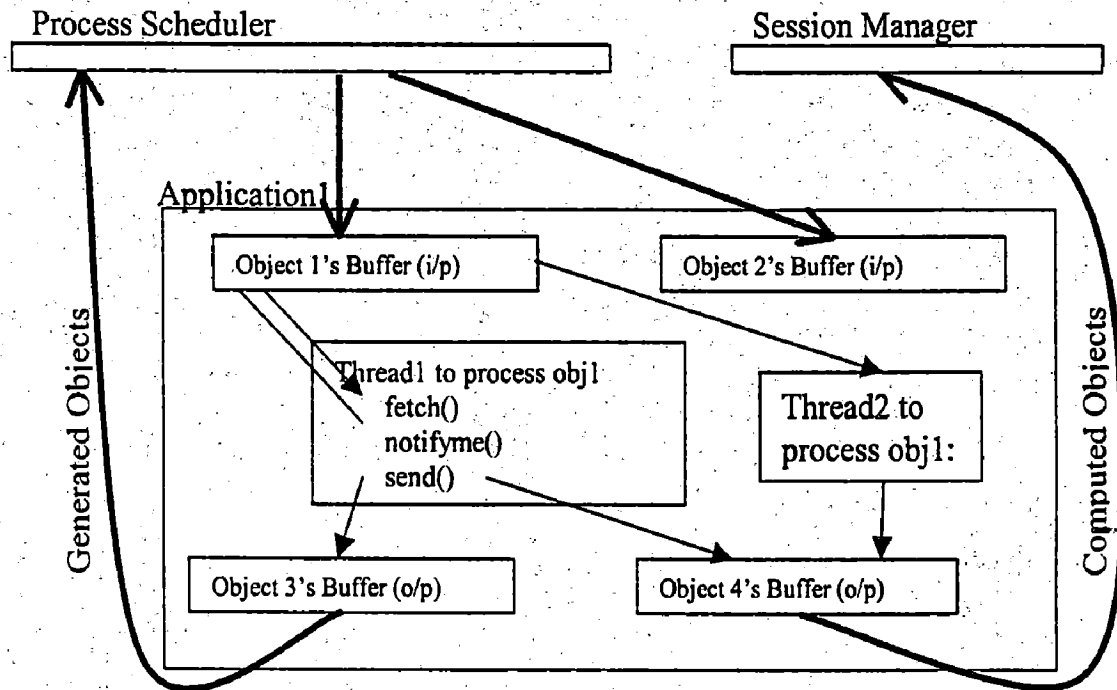 Process Scheduler
Session Manager
Application1
Object 1's Buffer (i/p)
Object 2's Buffer (i/p)
Generated Objects
Thread1 to process obj1
fetch()
notifyme()
send()
Thread2 to
process obj1:
Computed Objects
Object 3's Buffer (o/p)
Object 4's Buffer (o/p)